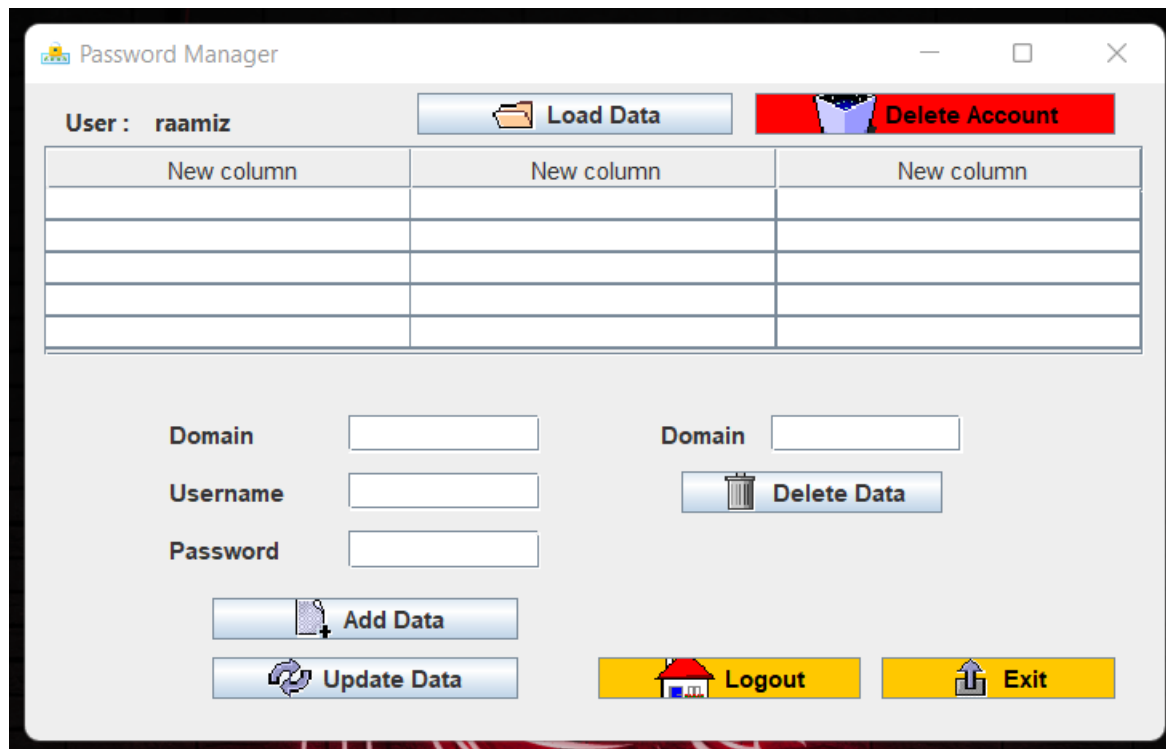 Password Manager
User : raamiz
Load Data
Delete Account
New column New column New column
Domain
Domain
Username
Delete Data
Password
Add Data
Update Data
Logout
Exit